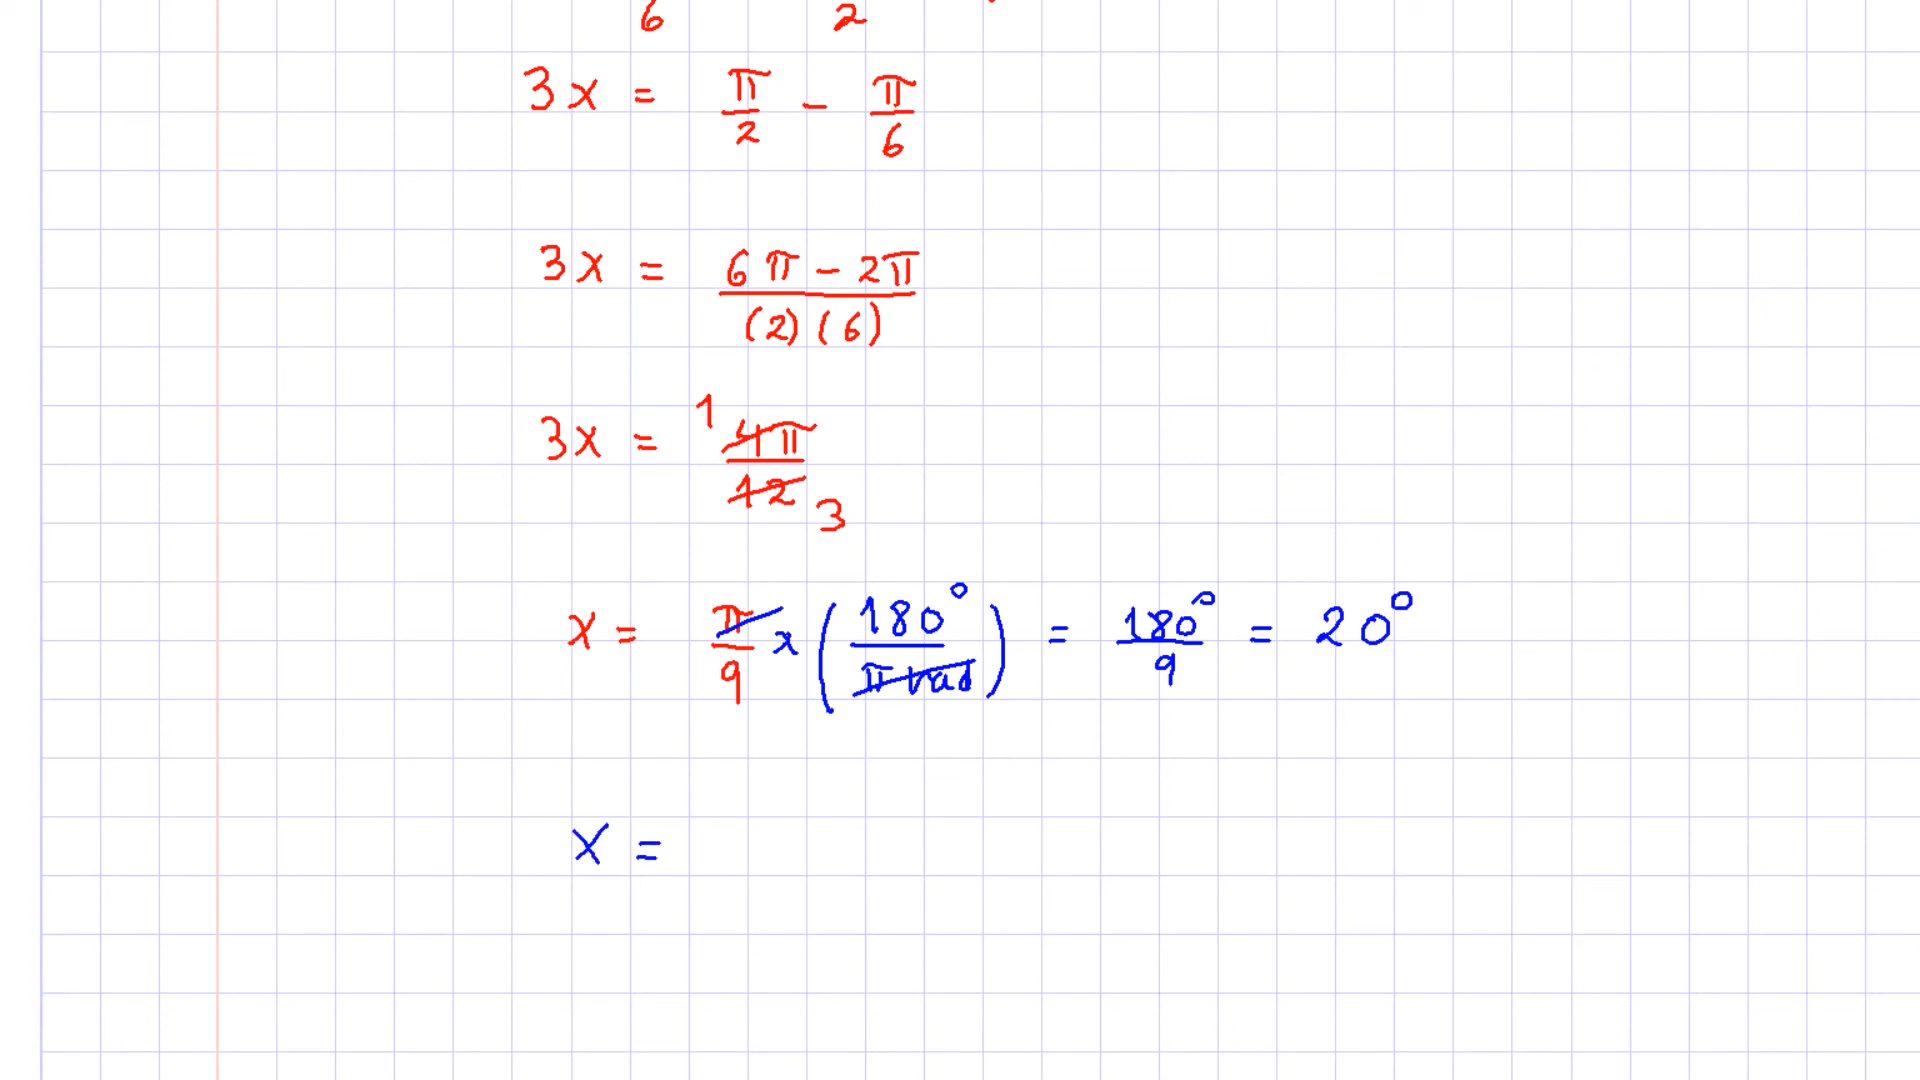 6 2
3x = π/2 - π/6
3x = (6π - 2π)/((2)(6))
3x = 1 4π/12 3
x = π/9 x (180°/π rad) = 180°/9 = 20°
x =